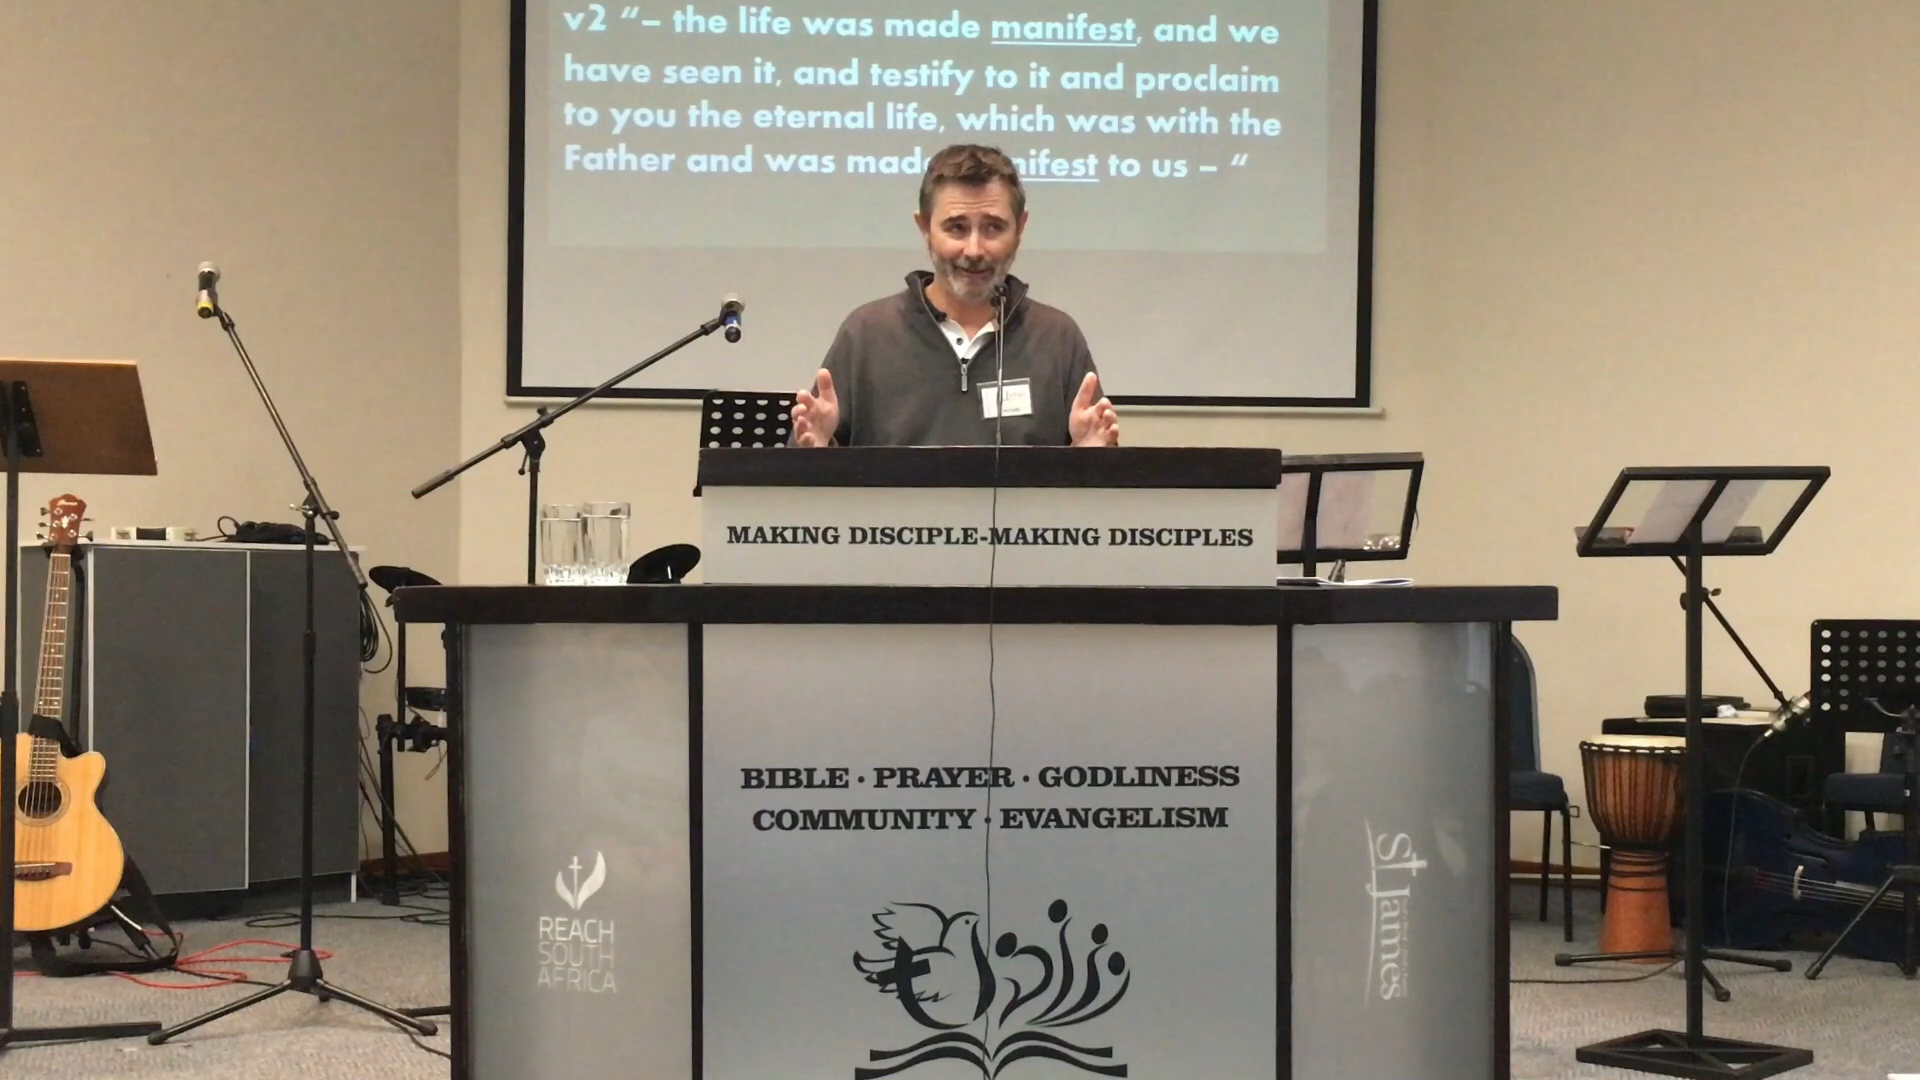 v2 “– the life was made manifest, and we
have seen it, and testify to it and proclaim
to you the eternal life, which was with the
Father and was made manifest to us – “
MAKING DISCIPLE-MAKING DISCIPLES
BIBLE · PRAYER · GODLINESS
COMMUNITY · EVANGELISM
REACH
SOUTH
AFRICA
St James